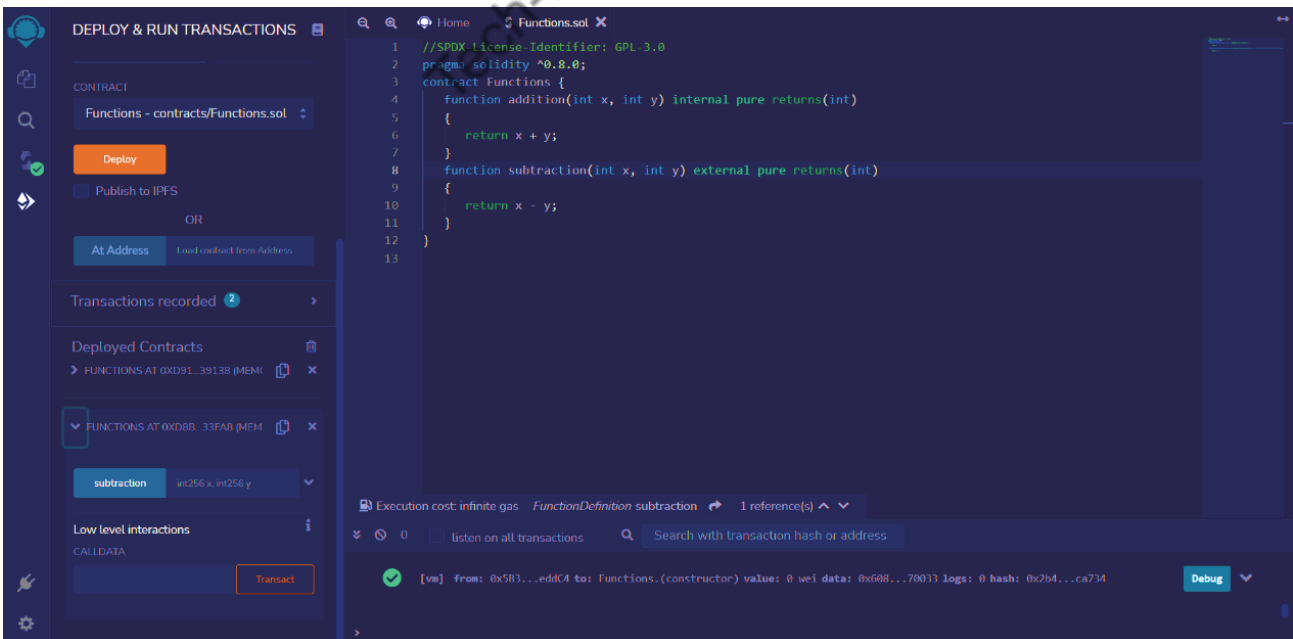 DEPLOY & RUN TRANSACTIONS
CONTRACT
Functions - contracts/Functions.sol
Deploy
Publish to IPFS
OR
At Address
Load contract from Address
Transactions recorded 2
Deployed Contracts
FUNCTIONS AT 0XD91...39138 (MEMO
FUNCTIONS AT 0XD8B...33FA8 (MEM
subtraction
int256 x, int256 y
Low level interactions
i
CALLDATA
Transact
Home
Functions.sol
Tech
1 //SPDX-License-Identifier: GPL-3.0
2 pragma solidity ^0.8.0;
3 contract Functions {
4 function addition(int x, int y) internal pure returns(int)
5 {
6 return x + y;
7 }
8 function subtraction(int x, int y) external pure returns(int)
9 {
10 return x - y;
11 }
12 }
13
Execution cost: infinite gas FunctionDefinition subtraction 1 reference(s)
0 listen on all transactions Search with transaction hash or address
[vm] from: 0x5B3...eddC4 to: Functions.(constructor) value: 0 wei data: 0x608...70033 logs: 0 hash: 0x2b4...ca734
Debug
>